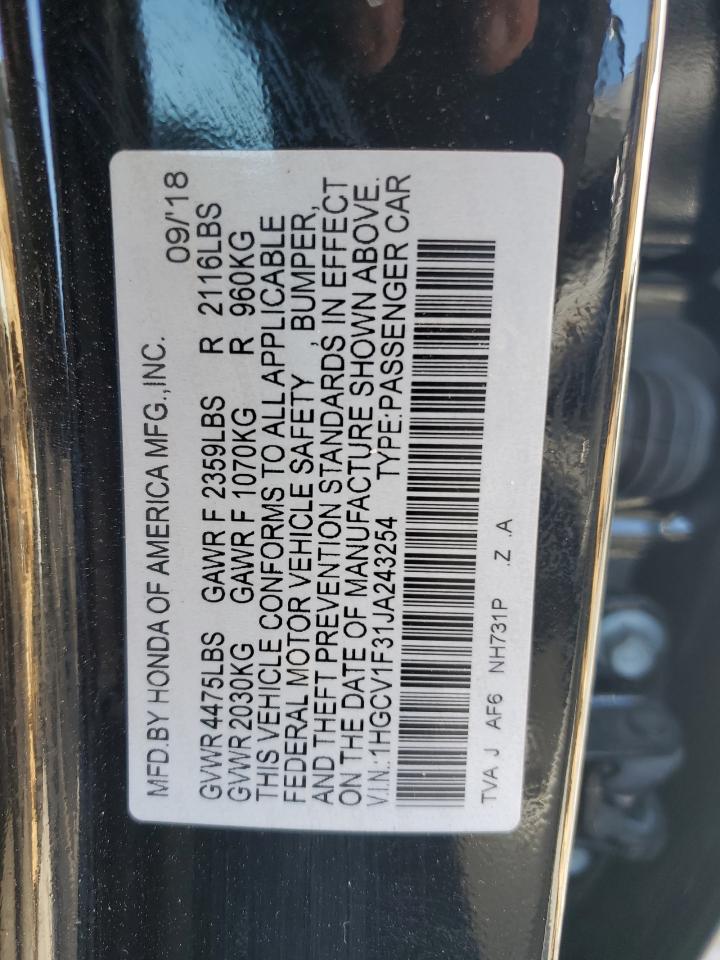 MFD.BY HONDA OF AMERICA MFG.,INC. 09/'18
GVWR 4475LBS GAWR F 2359LBS R 2116LBS
GVWR 2030KG GAWR F 1070KG R 960KG
THIS VEHICLE CONFORMS TO ALL APPLICABLE
FEDERAL MOTOR VEHICLE SAFETY , BUMPER,
AND THEFT PREVENTION STANDARDS IN EFFECT
ON THE DATE OF MANUFACTURE SHOWN ABOVE.
V.I.N.:1HGCV1F31JA243254 TYPE:PASSENGER CAR
TVA J AF6 NH731P .Z .A